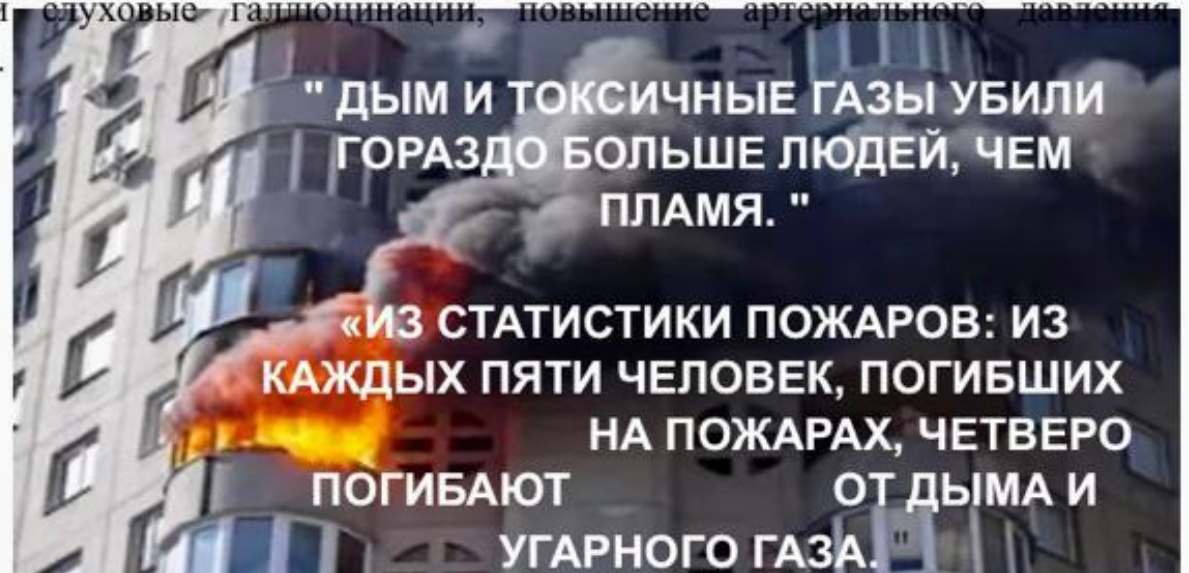 и слуховые галлюцинации, повышение артериального давления,
" ДЫМ И ТОКСИЧНЫЕ ГАЗЫ УБИЛИ
ГОРАЗДО БОЛЬШЕ ЛЮДЕЙ, ЧЕМ
ПЛАМЯ. "
«ИЗ СТАТИСТИКИ ПОЖАРОВ: ИЗ
КАЖДЫХ ПЯТИ ЧЕЛОВЕК, ПОГИБШИХ
НА ПОЖАРАХ, ЧЕТВЕРО
ПОГИБАЮТ ОТ ДЫМА И
УГАРНОГО ГАЗА. "